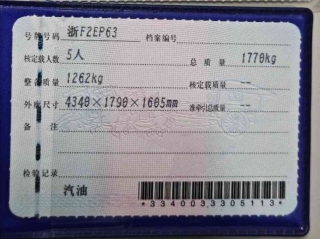 号牌号码 浙F2EP63 档案编号
核定载人数 5人 总质量 1770kg
整备质量 1262kg 核定载质量 --
外廓尺寸 4340×1790×1605mm 准牵引总质量 --
备注
检验记录
汽油
*3340033305113*